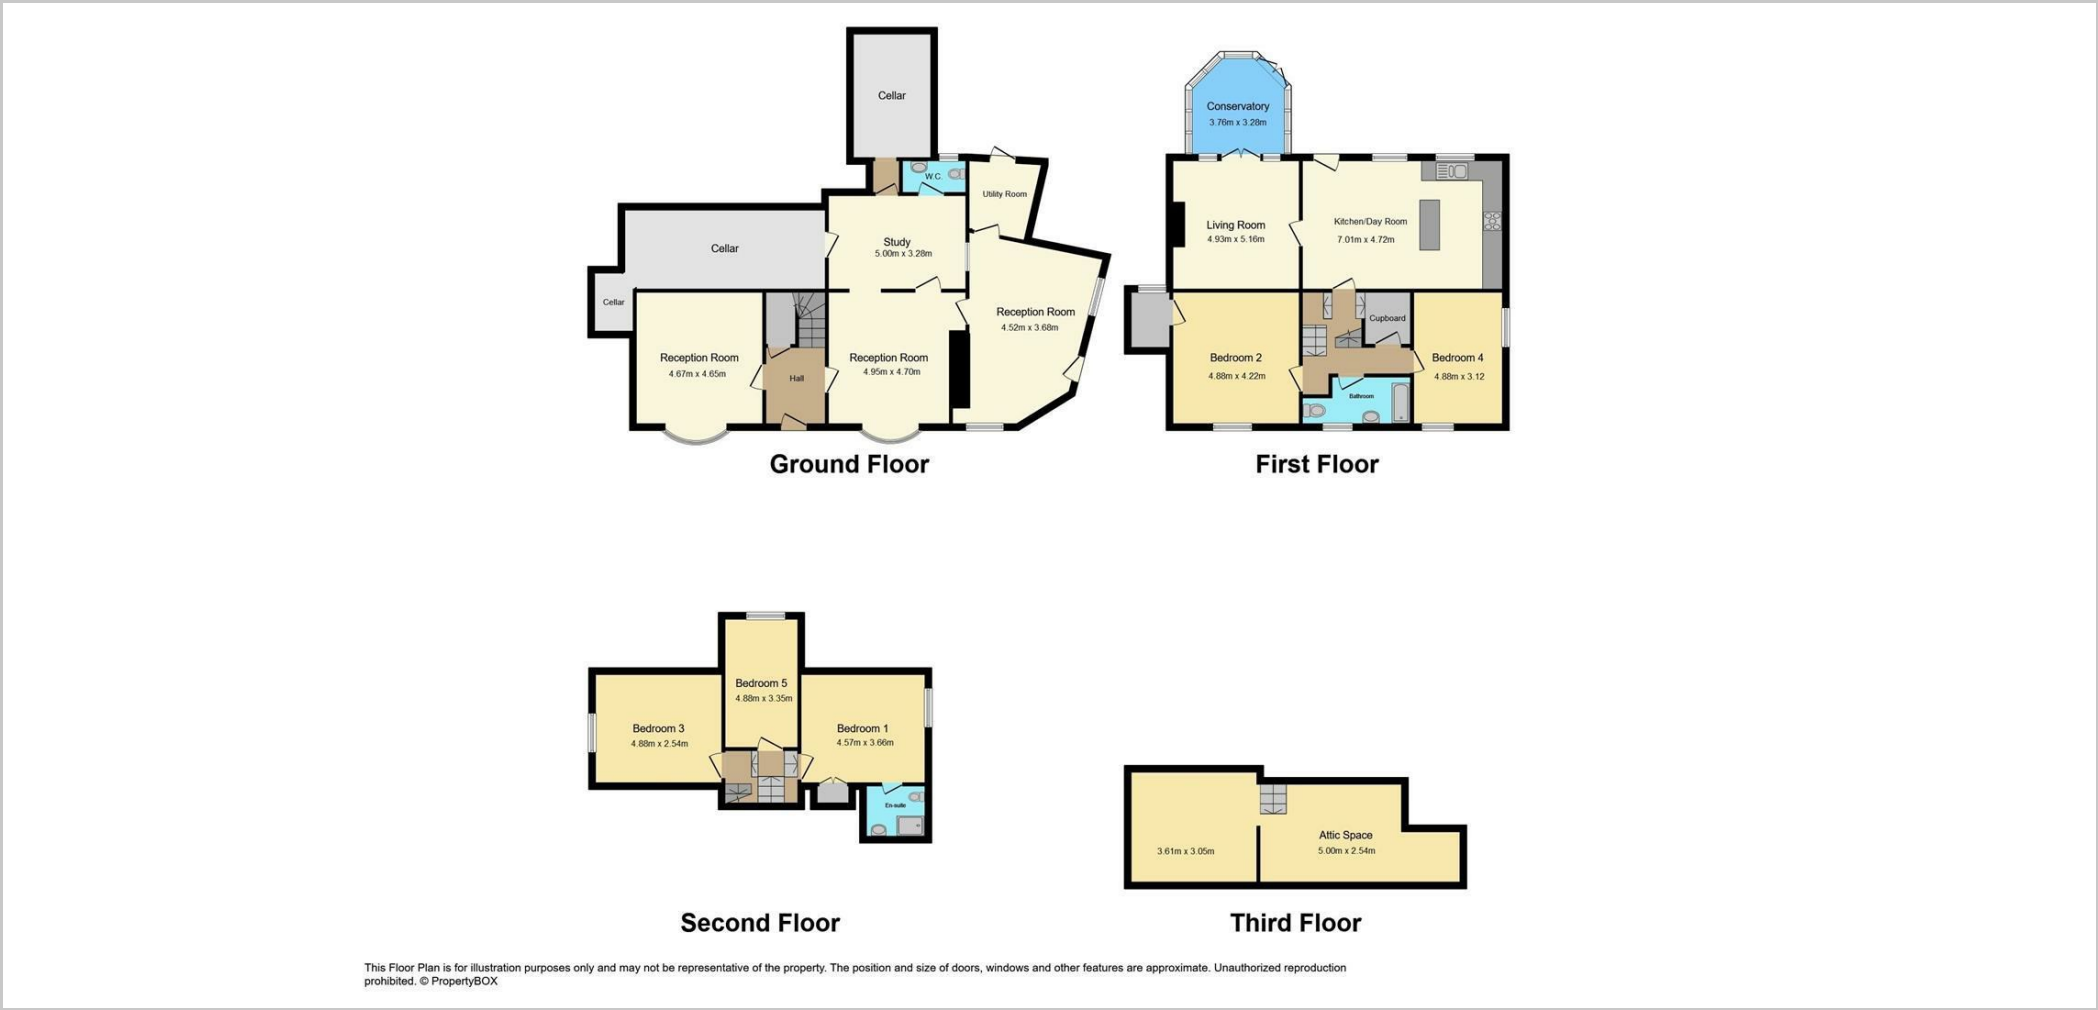 Cellar
W.C.
Utility Room
Cellar
Study
5.00m x 3.28m
Cellar
Reception Room
4.52m x 3.68m
Reception Room
4.67m x 4.65m
Hall
Reception Room
4.95m x 4.70m
Ground Floor
Conservatory
3.76m x 3.28m
Living Room
4.93m x 5.16m
Kitchen/Day Room
7.01m x 4.72m
Cupboard
Bedroom 2
4.88m x 4.22m
Bedroom 4
4.88m x 3.12
Bathroom
First Floor
Bedroom 5
4.88m x 3.35m
Bedroom 3
4.88m x 2.54m
Bedroom 1
4.57m x 3.66m
En-suite
Second Floor
Attic Space
5.00m x 2.54m
3.61m x 3.05m
Third Floor
This Floor Plan is for illustration purposes only and may not be representative of the property. The position and size of doors, windows and other features are approximate. Unauthorized reproduction
prohibited. © PropertyBOX